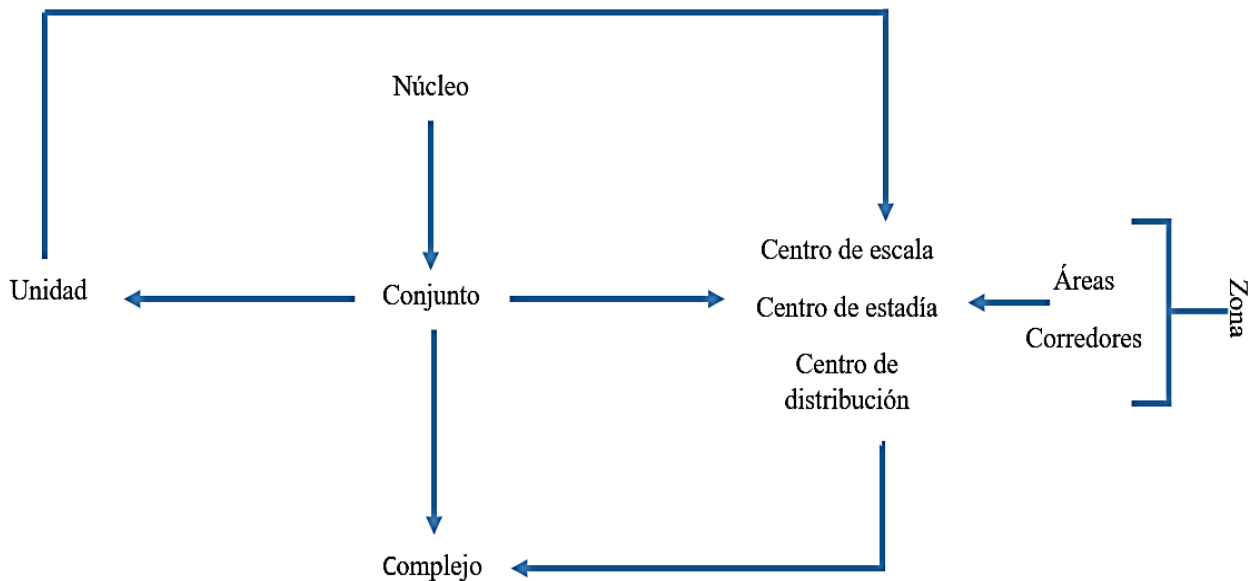 Núcleo
Unidad
Conjunto
Centro de escala
Centro de estadía
Centro de
distribución
Áreas
Corredores
Zona
Complejo